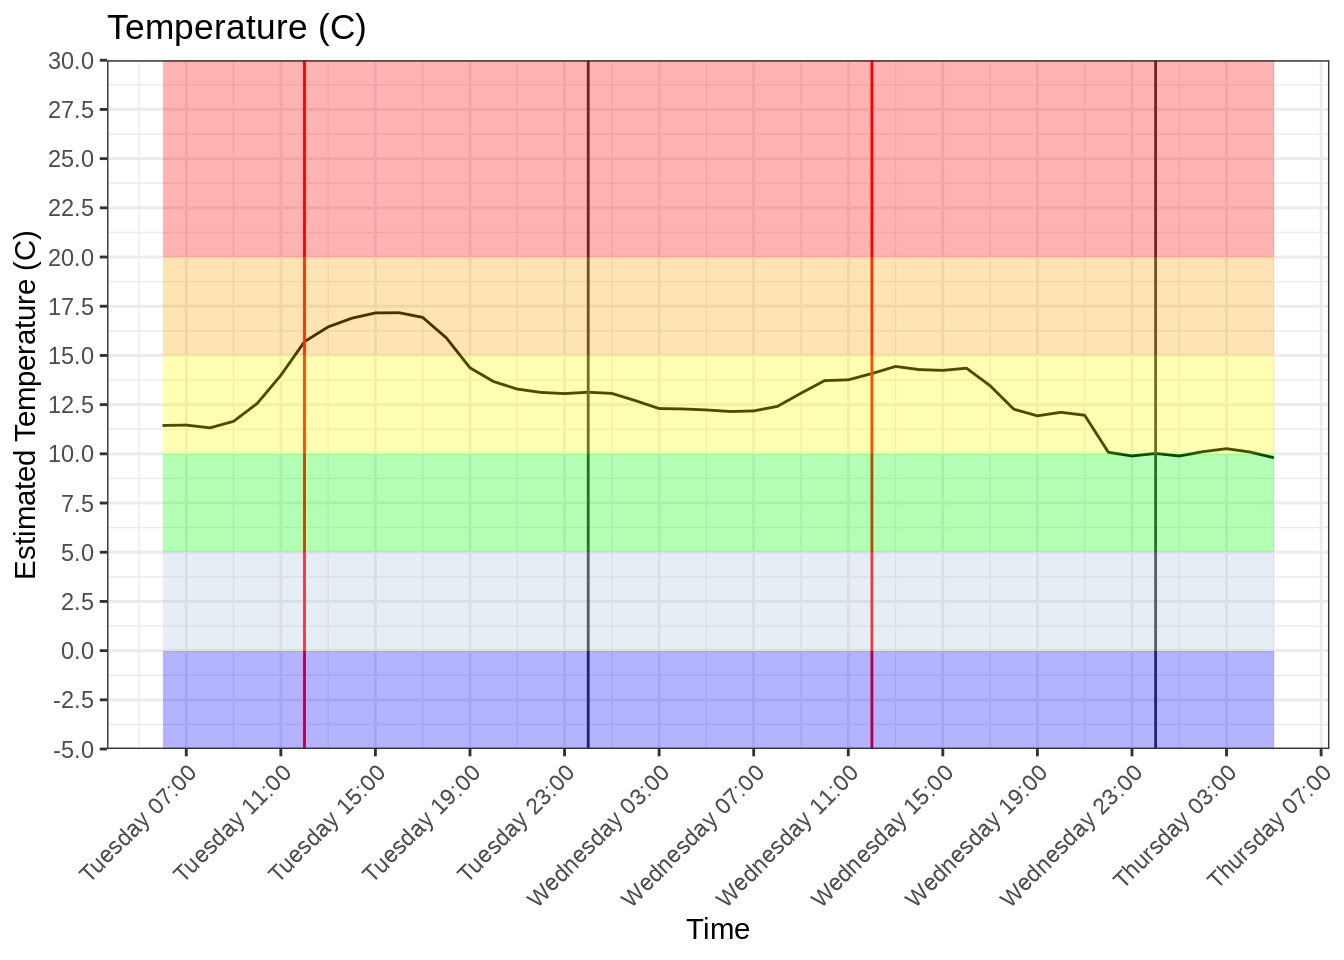 Temperature (C)
Estimated Temperature (C)
30.0
27.5
25.0
22.5
20.0
17.5
15.0
12.5
10.0
7.5
5.0
2.5
0.0
-2.5
-5.0
Tuesday 07:00
Tuesday 11:00
Tuesday 15:00
Tuesday 19:00
Tuesday 23:00
Wednesday 03:00
Wednesday 07:00
Wednesday 11:00
Wednesday 15:00
Wednesday 19:00
Wednesday 23:00
Thursday 03:00
Thursday 07:00
Time